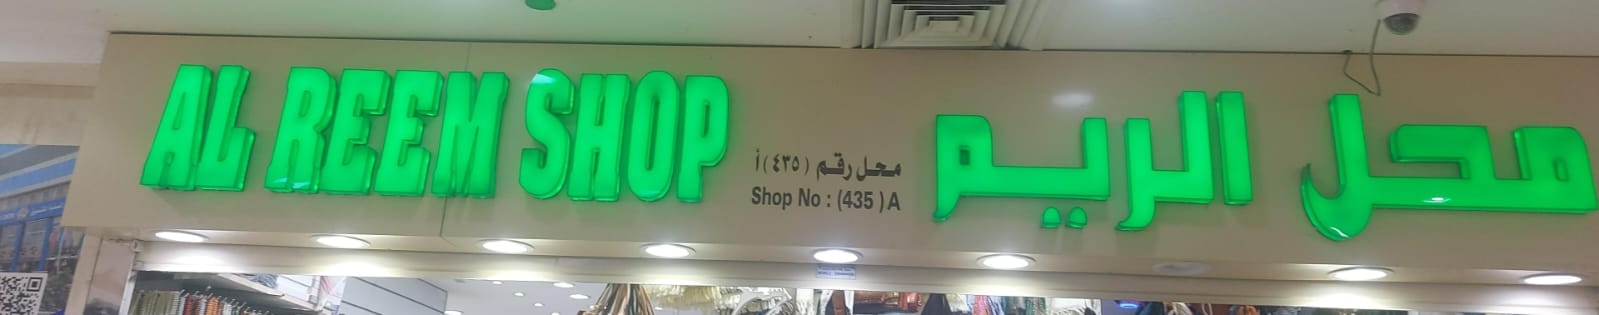 AL REEM SHOP
محل رقم (٤٣٥) أ
Shop No : (435 ) A
محل الريم